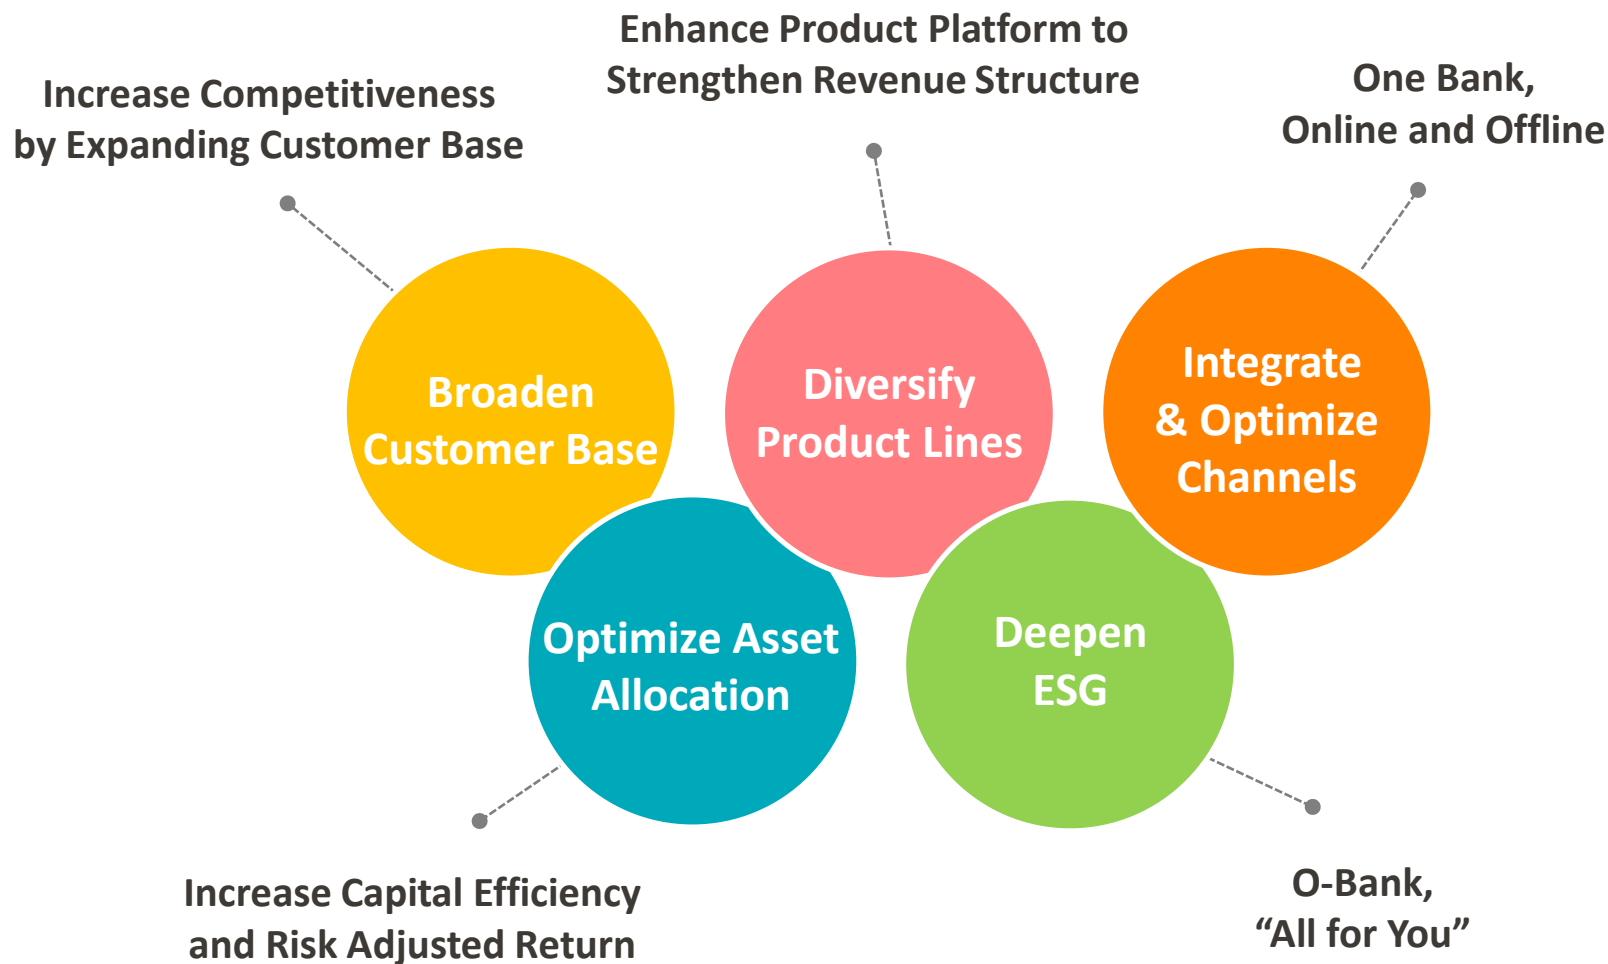 Enhance Product Platform to
Strengthen Revenue Structure
Increase Competitiveness
by Expanding Customer Base
One Bank,
Online and Offline
Broaden
Customer Base
Diversify
Product Lines
Integrate
& Optimize
Channels
Optimize Asset
Allocation
Deepen
ESG
Increase Capital Efficiency
and Risk Adjusted Return
O-Bank,
“All for You”